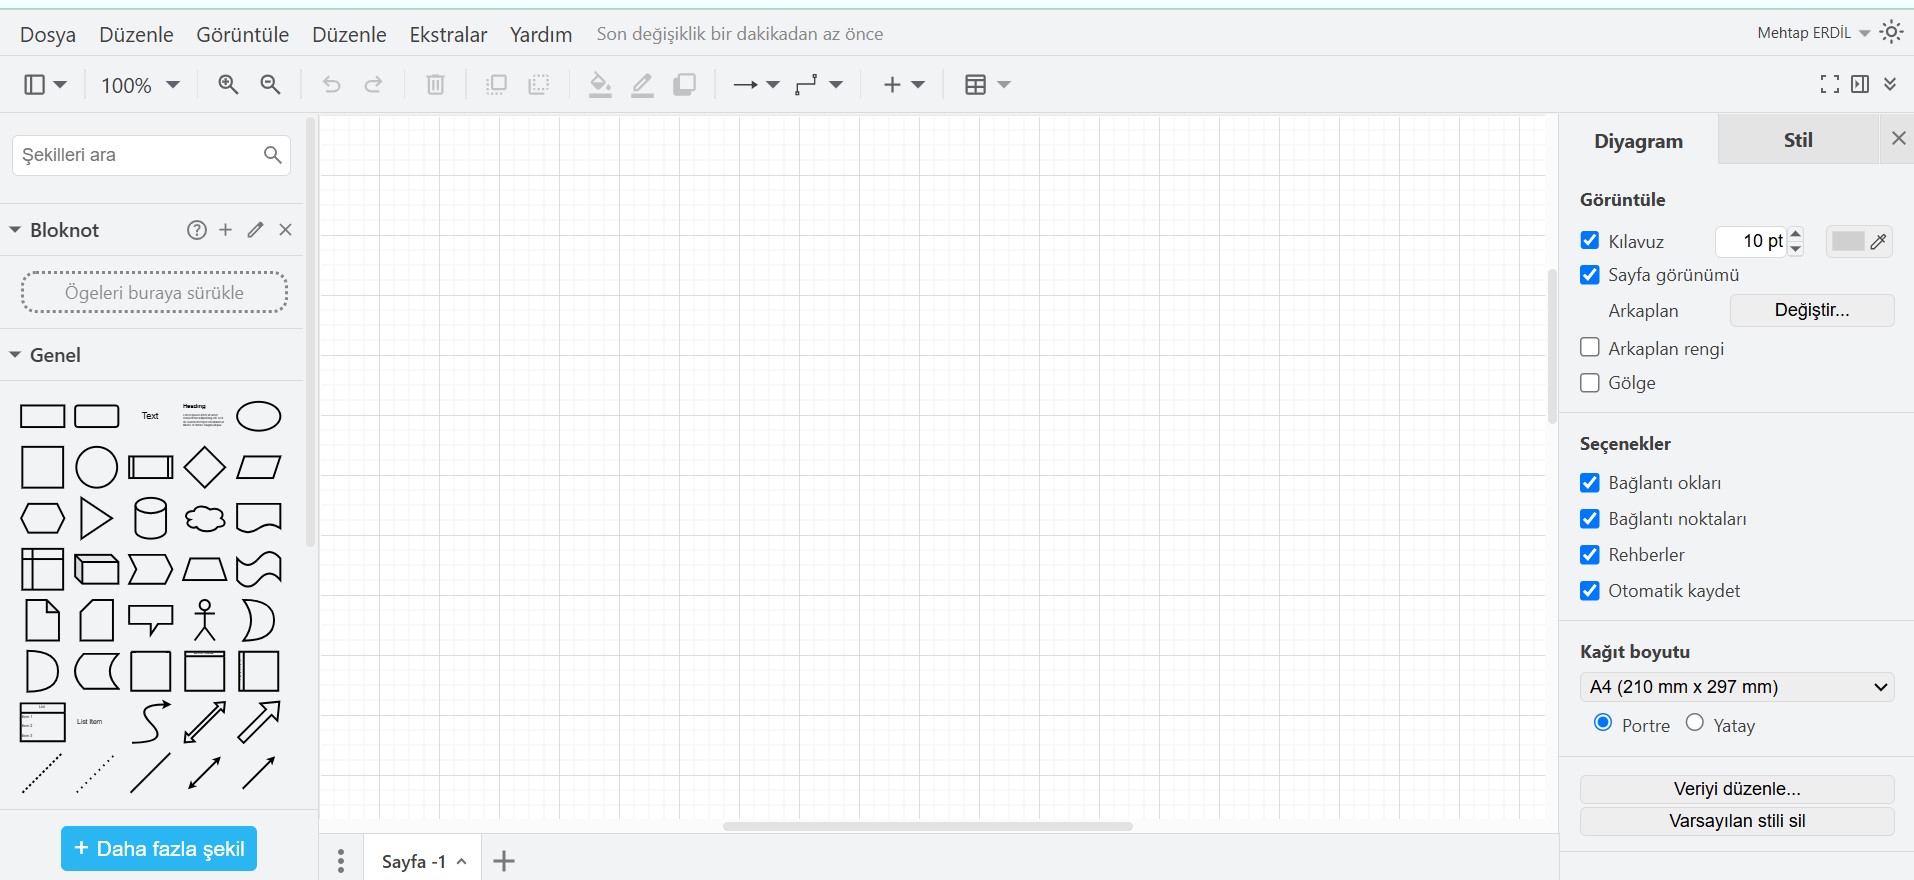 Dosya Düzenle Görüntüle Düzenle Ekstralar Yardım Son değişiklik bir dakikadan az önce Mehtap ERDİL
100%
Şekilleri ara
Bloknot
Ögeleri buraya sürükle
Genel
Text
Heading
List Item
+ Daha fazla şekil
Sayfa -1
Diyagram Stil
Görüntüle
Kılavuz 10 pt
Sayfa görünümü
Arkaplan Değiştir...
Arkaplan rengi
Gölge
Seçenekler
Bağlantı okları
Bağlantı noktaları
Rehberler
Otomatik kaydet
Kağıt boyutu
A4 (210 mm x 297 mm)
Portre Yatay
Veriyi düzenle...
Varsayılan stili sil